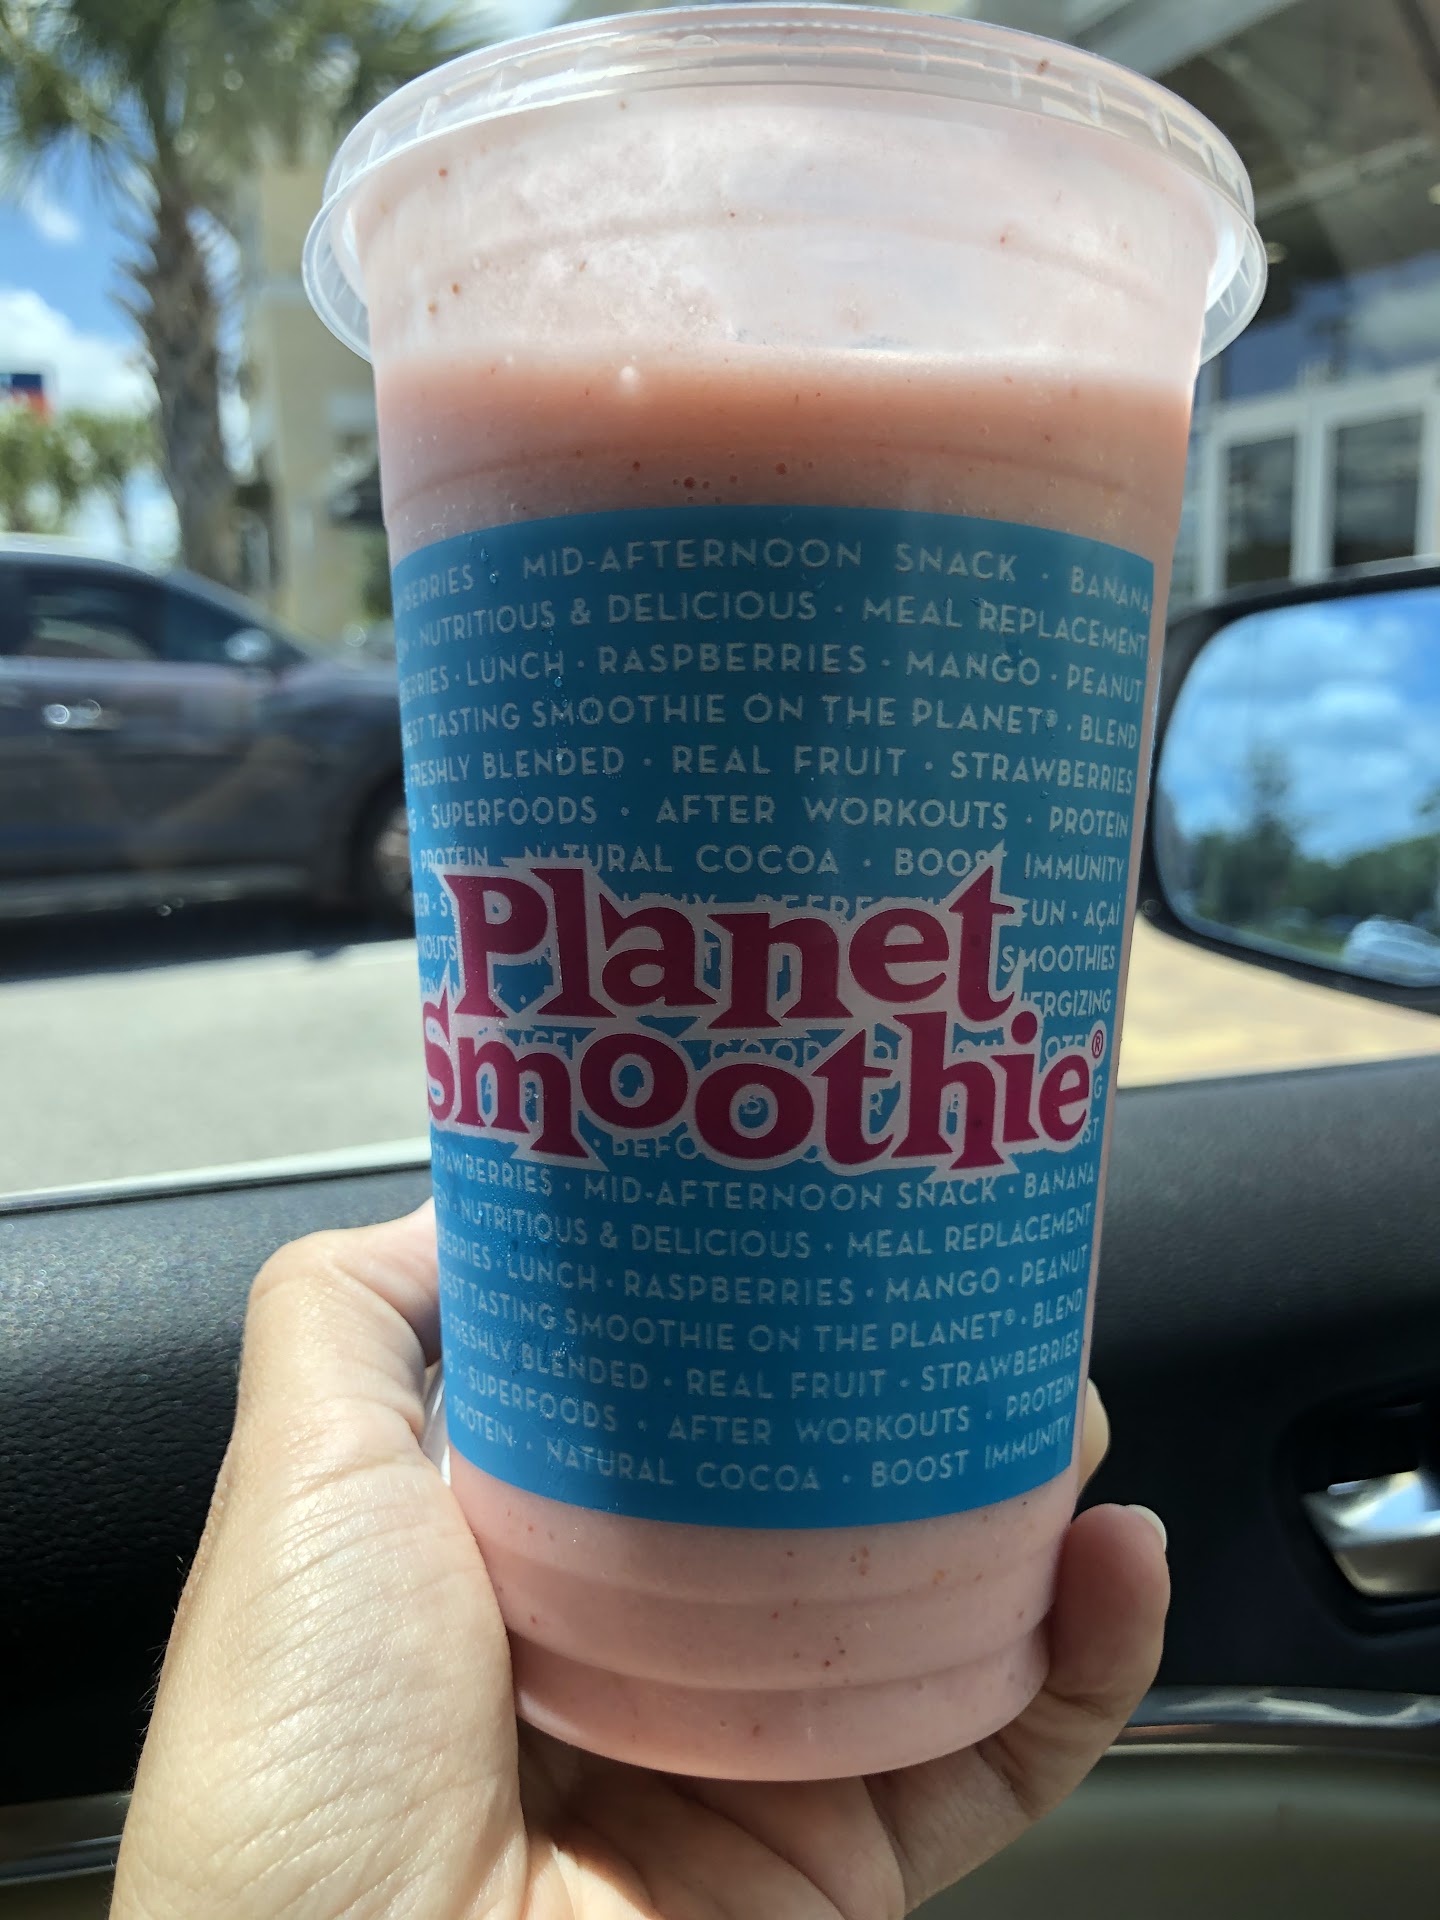 MID-AFTERNOON SNACK · BANANA
· NUTRITIOUS & DELICIOUS · MEAL REPLACEMENT
· LUNCH · RASPBERRIES · MANGO · PEANUT
TASTING SMOOTHIE ON THE PLANET® · BLEND
FRESHLY BLENDED · REAL FRUIT · STRAWBERRIES
· SUPERFOODS · AFTER WORKOUTS · PROTEIN
· PROTEIN · NATURAL COCOA · BOOST IMMUNITY
FUN · AÇAÍ
SMOOTHIES
Planet
Smoothie®
STRAWBERRIES · MID-AFTERNOON SNACK · BANANA
· NUTRITIOUS & DELICIOUS · MEAL REPLACEMENT
· LUNCH · RASPBERRIES · MANGO · PEANUT
TASTING SMOOTHIE ON THE PLANET® · BLEND
FRESHLY BLENDED · REAL FRUIT · STRAWBERRIES
· SUPERFOODS · AFTER WORKOUTS · PROTEIN
PROTEIN · NATURAL COCOA · BOOST IMMUNITY